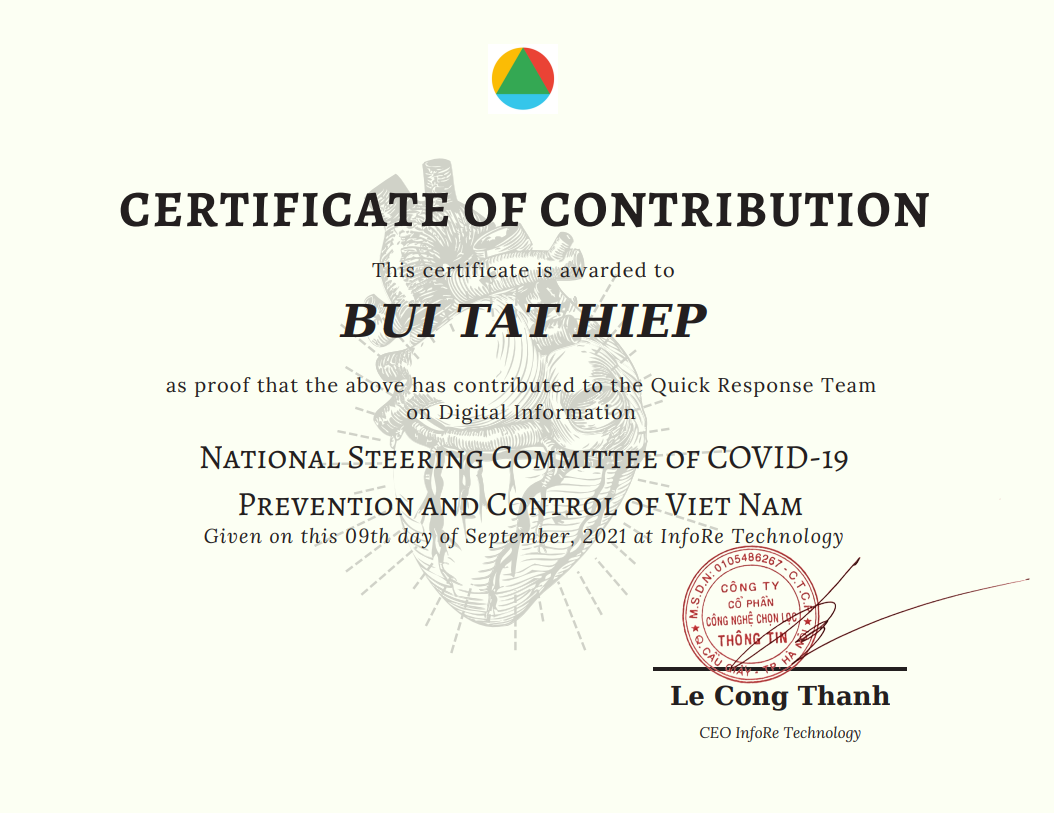 CERTIFICATE OF CONTRIBUTION
This certificate is awarded to
BUI TAT HIEP
as proof that the above has contributed to the Quick Response Team
on Digital Information
National Steering Committee of COVID-19
Prevention and Control of Viet Nam
Given on this 09th day of September, 2021 at InfoRe Technology
M.S.D.N: 0105486267 - C.T.C.P
CÔNG TY
CỔ PHẦN
CÔNG NGHỆ CHỌN LỌC
THÔNG TIN
Q. CẦU GIẤY - TP. HÀ NỘI
Le Cong Thanh
CEO InfoRe Technology